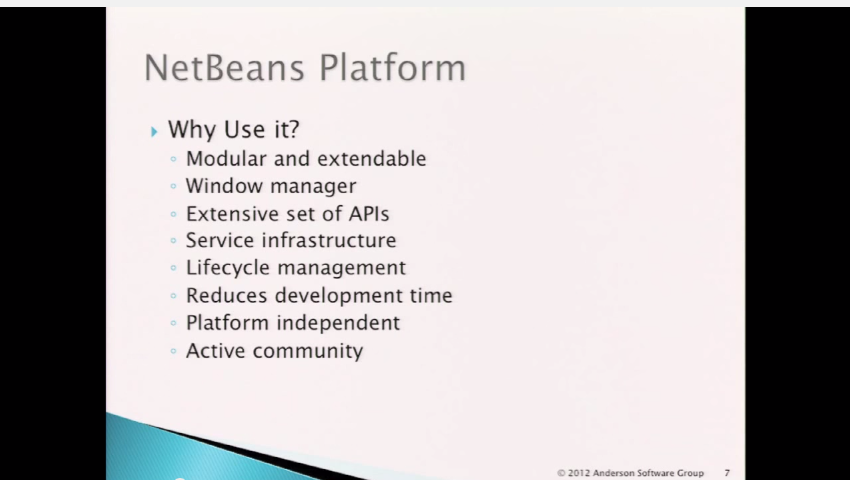 NetBeans Platform
Why Use it?
Modular and extendable
Window manager
Extensive set of APIs
Service infrastructure
Lifecycle management
Reduces development time
Platform independent
Active community
© 2012 Anderson Software Group 7